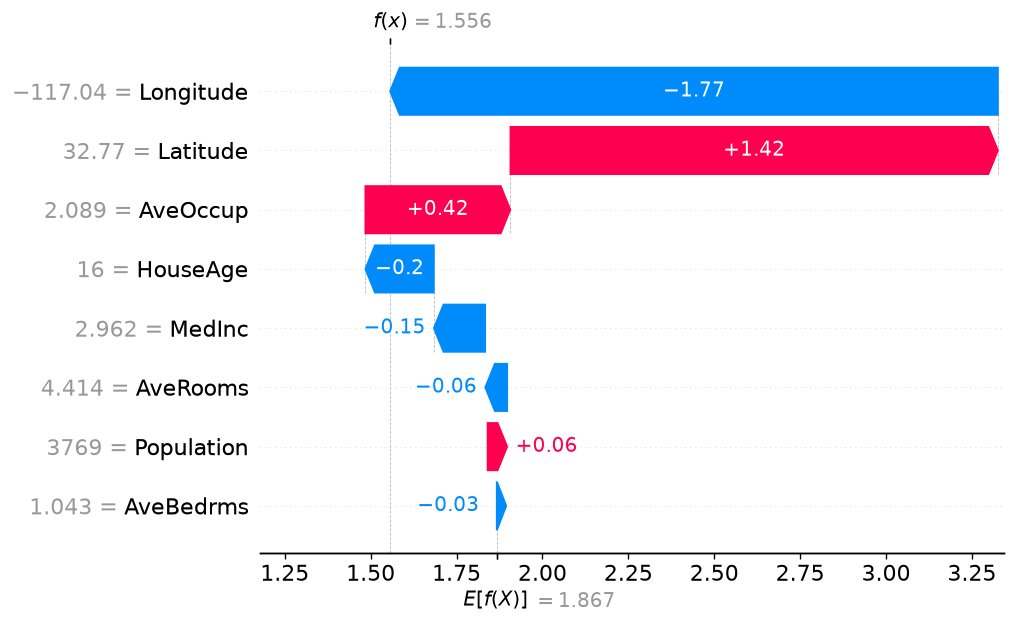 f(x) = 1.556
−117.04 = Longitude −1.77
32.77 = Latitude +1.42
2.089 = AveOccup +0.42
16 = HouseAge −0.2
2.962 = MedInc −0.15
4.414 = AveRooms −0.06
3769 = Population +0.06
1.043 = AveBedrms −0.03
1.25 1.50 1.75 2.00 2.25 2.50 2.75 3.00 3.25
E[f(X)] = 1.867